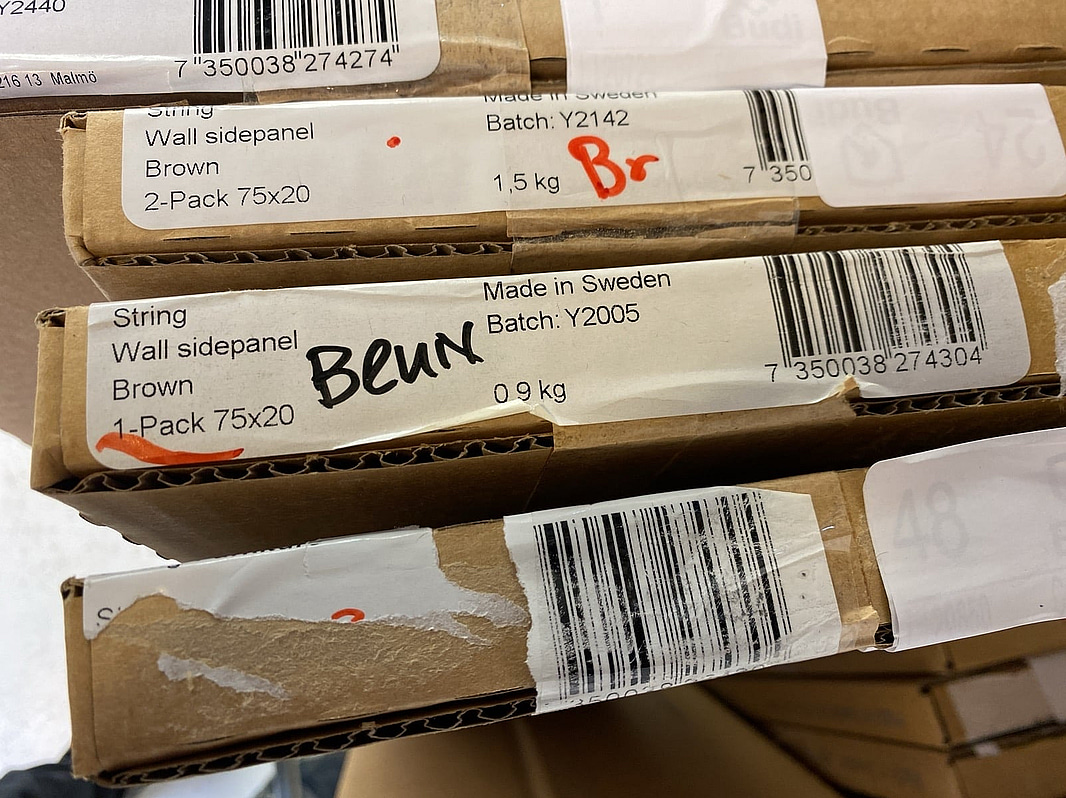 Y2440
216 13 Malmö
7 350038 274274
String
Wall sidepanel
Brown
2-Pack 75x20
Made in Sweden
Batch: Y2142
1,5 kg
Br
7 350
String
Wall sidepanel
Brown
1-Pack 75x20
Beun
Made in Sweden
Batch: Y2005
0 9 kg
7 350038 274304
48